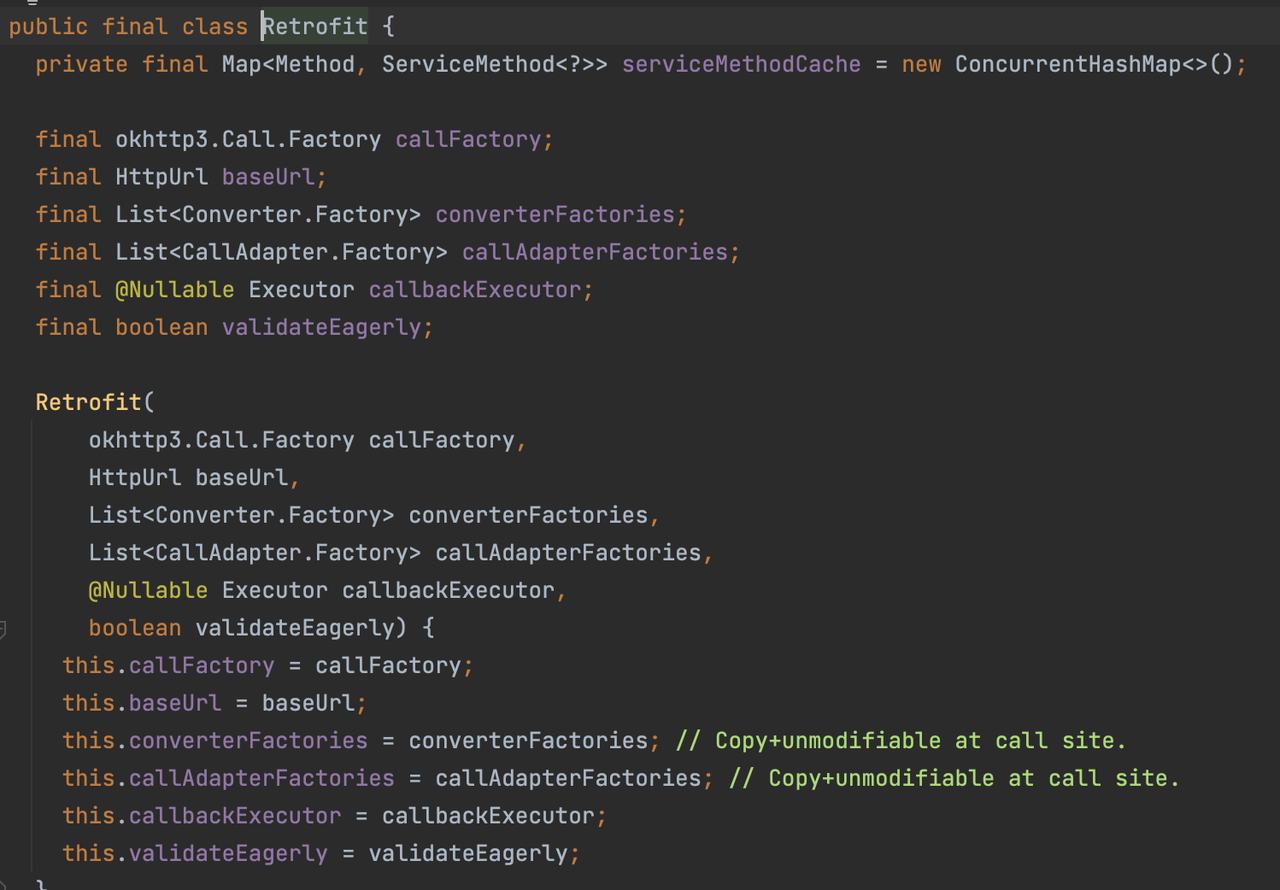 public final class Retrofit {
private final Map<Method, ServiceMethod<?>> serviceMethodCache = new ConcurrentHashMap<>();
final okhttp3.Call.Factory callFactory;
final HttpUrl baseUrl;
final List<Converter.Factory> converterFactories;
final List<CallAdapter.Factory> callAdapterFactories;
final @Nullable Executor callbackExecutor;
final boolean validateEagerly;
Retrofit(
okhttp3.Call.Factory callFactory,
HttpUrl baseUrl,
List<Converter.Factory> converterFactories,
List<CallAdapter.Factory> callAdapterFactories,
@Nullable Executor callbackExecutor,
boolean validateEagerly) {
this.callFactory = callFactory;
this.baseUrl = baseUrl;
this.converterFactories = converterFactories; // Copy+unmodifiable at call site.
this.callAdapterFactories = callAdapterFactories; // Copy+unmodifiable at call site.
this.callbackExecutor = callbackExecutor;
this.validateEagerly = validateEagerly;
}